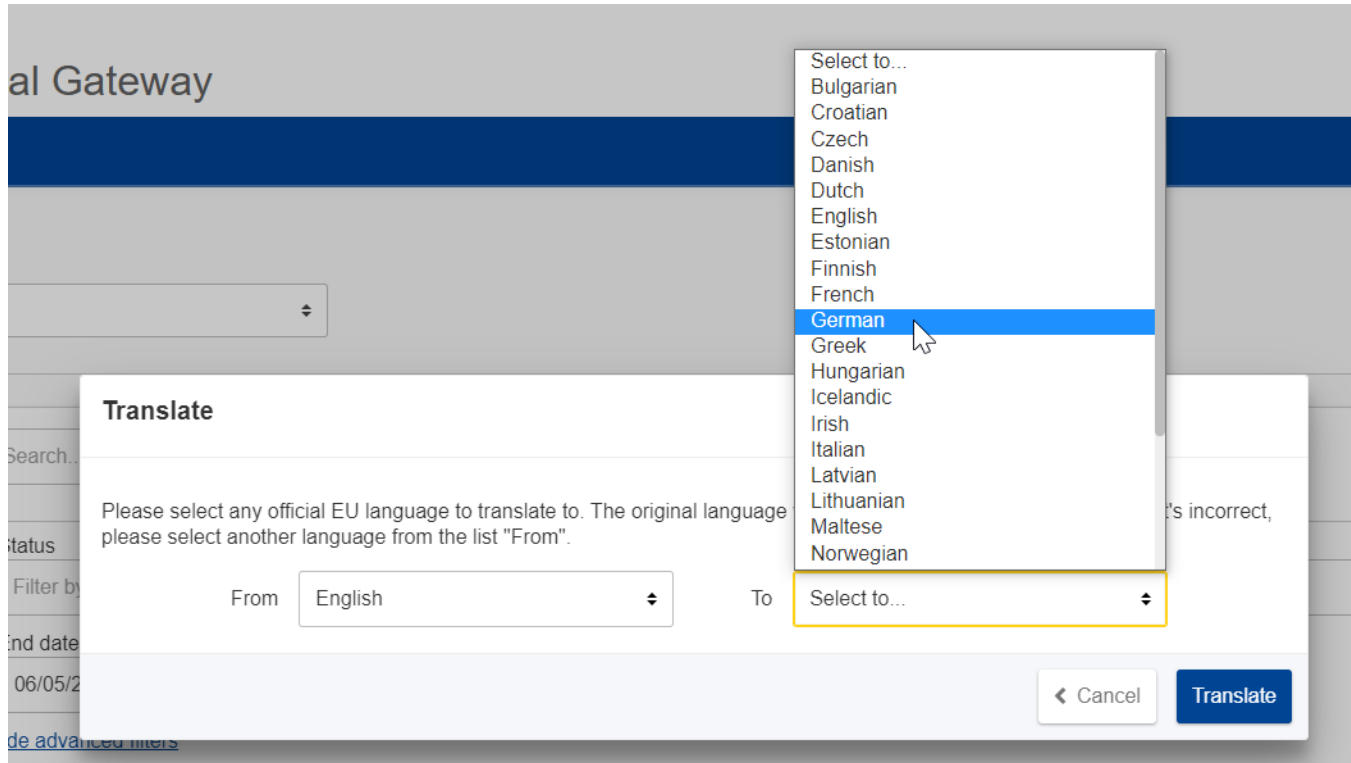 al Gateway
Select to...
Bulgarian
Croatian
Czech
Danish
Dutch
English
Estonian
Finnish
French
German
Greek
Hungarian
Icelandic
Irish
Italian
Latvian
Lithuanian
Maltese
Norwegian
Translate
Search..
Please select any official EU language to translate to. The original language 's incorrect,
please select another language from the list "From".
Status
Filter by
From English To Select to...
End date
06/05/2
Cancel Translate
de advanced filters